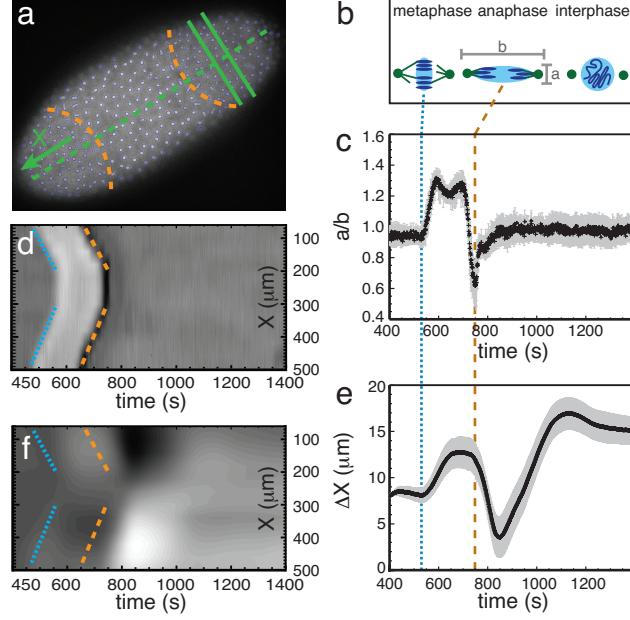 a
X
b
metaphase anaphase interphase
b
a
c
1.6
1.4
1.2
1.0
0.8
0.6
0.4
a/b
400 600 800 1000 1200 1400
time (s)
d
100
200
300
400
500
X (μm)
450 600 800 1000 1200 1400
time (s)
e
20
15
10
5
0
ΔX (μm)
400 600 800 1000 1200 1400
time (s)
f
100
200
300
400
500
X (μm)
450 600 800 1000 1200 1400
time (s)